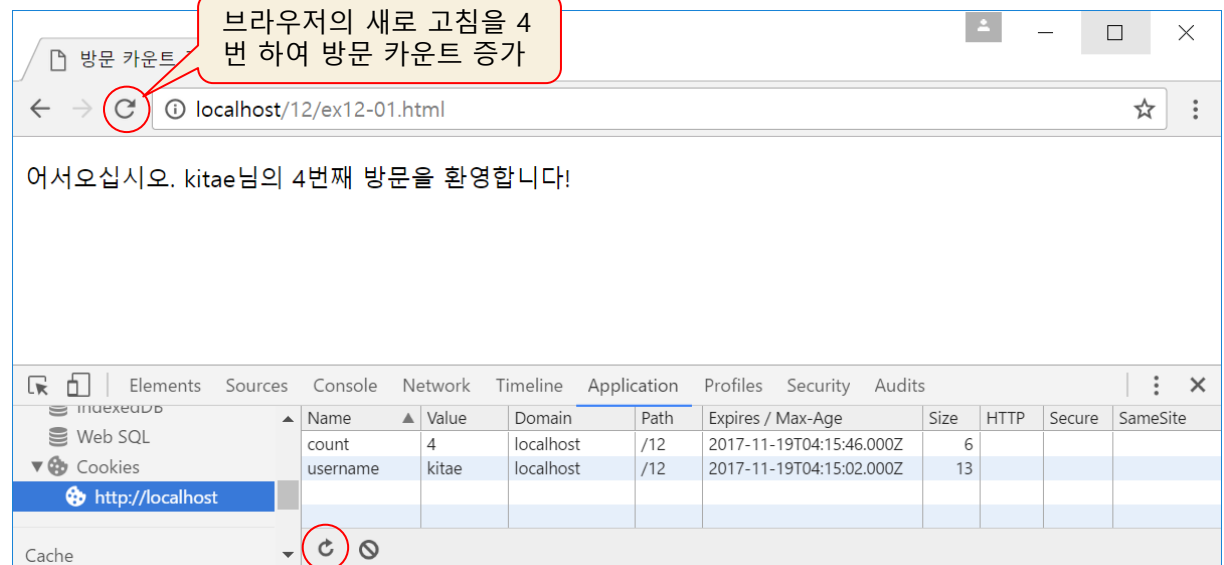 브라우저의 새로 고침을 4
번 하여 방문 카운트 증가
방문 카운트
localhost/12/ex12-01.html
어서오십시오. kitae님의 4번째 방문을 환영합니다!
Elements Sources Console Network Timeline Application Profiles Security Audits
IndexedDB
Web SQL
Cookies
http://localhost
Cache
Name Value Domain Path Expires / Max-Age Size HTTP Secure SameSite
count 4 localhost /12 2017-11-19T04:15:46.000Z 6
username kitae localhost /12 2017-11-19T04:15:02.000Z 13